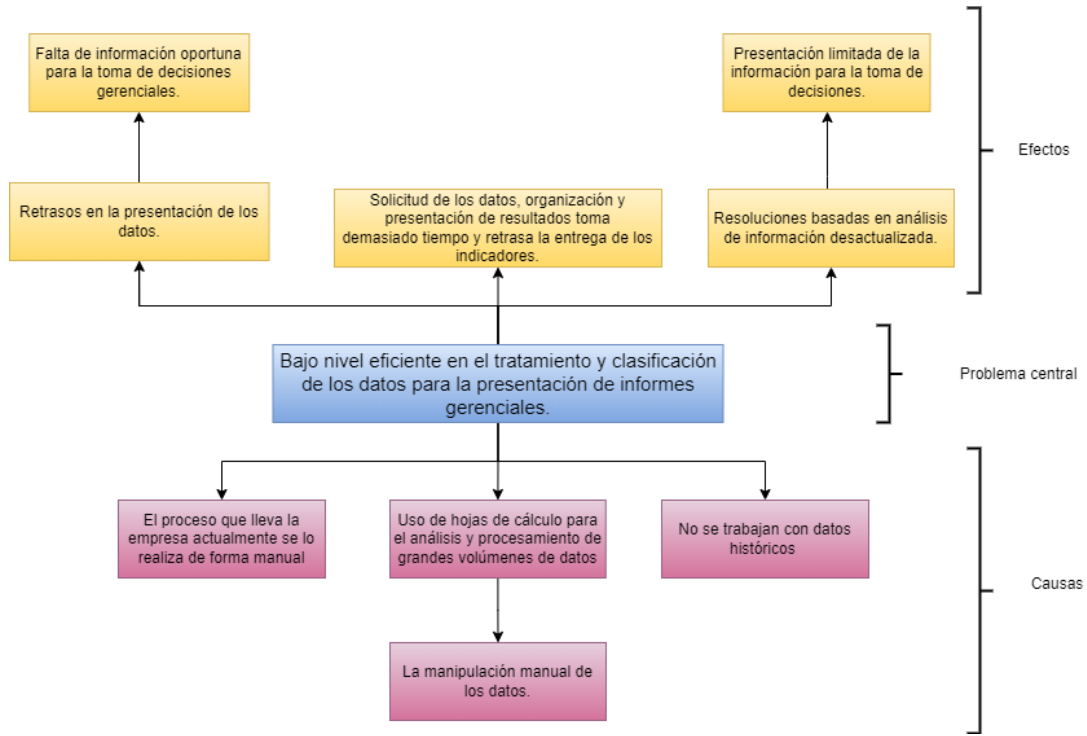 Falta de información oportuna
para la toma de decisiones
gerenciales.
Presentación limitada de la
información para la toma de
decisiones.
Efectos
Retrasos en la presentación de los
datos.
Solicitud de los datos, organización y
presentación de resultados toma
demasiado tiempo y retrasa la entrega de los
indicadores.
Resoluciones basadas en análisis
de información desactualizada.
Bajo nivel eficiente en el tratamiento y clasificación
de los datos para la presentación de informes
gerenciales.
Problema central
El proceso que lleva la
empresa actualmente se lo
realiza de forma manual
Uso de hojas de cálculo para
el análisis y procesamiento de
grandes volúmenes de datos
No se trabajan con datos
históricos
Causas
La manipulación manual de
los datos.